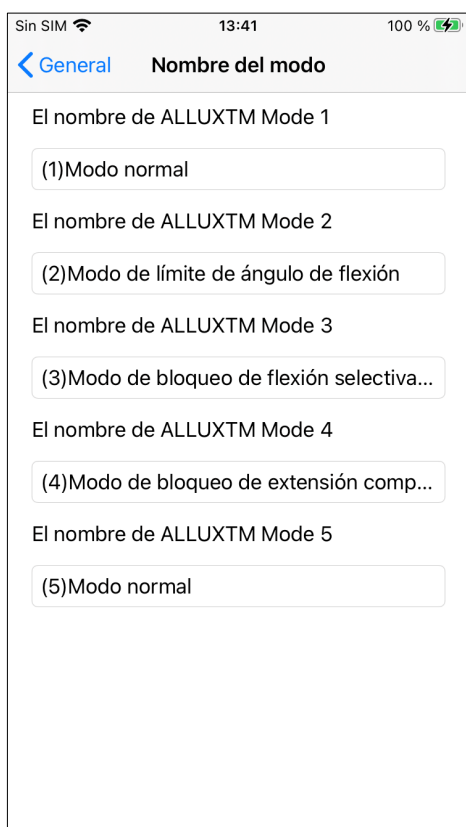 Sin SIM 13:41 100 %
General Nombre del modo
El nombre de ALLUXTM Mode 1
(1)Modo normal
El nombre de ALLUXTM Mode 2
(2)Modo de límite de ángulo de flexión
El nombre de ALLUXTM Mode 3
(3)Modo de bloqueo de flexión selectiva...
El nombre de ALLUXTM Mode 4
(4)Modo de bloqueo de extensión comp...
El nombre de ALLUXTM Mode 5
(5)Modo normal